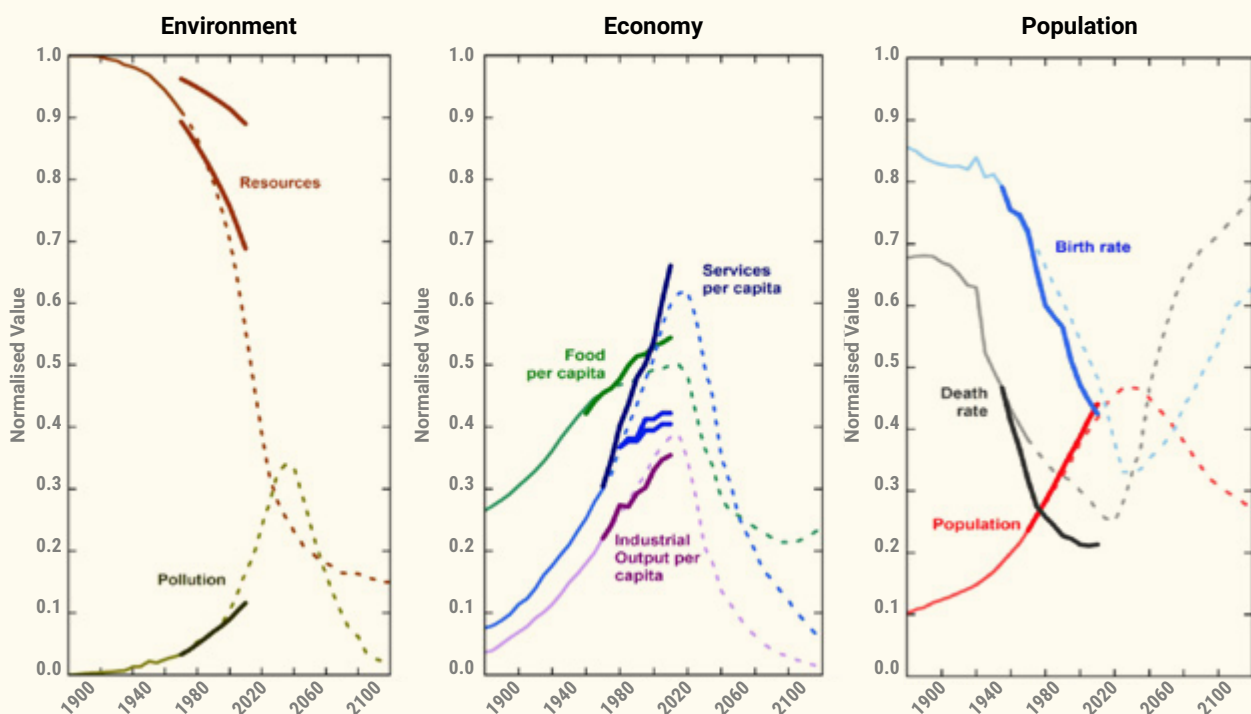 Environment
Normalised Value
1.0
0.9
0.8
0.7
0.6
0.5
0.4
0.3
0.2
0.1
0.0
Resources
Pollution
1900
1940
1980
2020
2060
2100
Economy
Normalised Value
1.0
0.9
0.8
0.7
0.6
0.5
0.4
0.3
0.2
0.1
0.0
Services
per capita
Food
per capita
Industrial
Output per
capita
1900
1940
1980
2020
2060
2100
Population
Normalised Value
1.0
0.9
0.8
0.7
0.6
0.5
0.4
0.3
0.2
0.1
0.0
Birth rate
Death
rate
Population
1900
1940
1980
2020
2060
2100